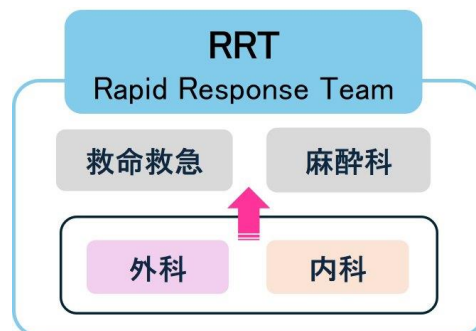 RRT
Rapid Response Team
救命救急
麻酔科
外科
内科